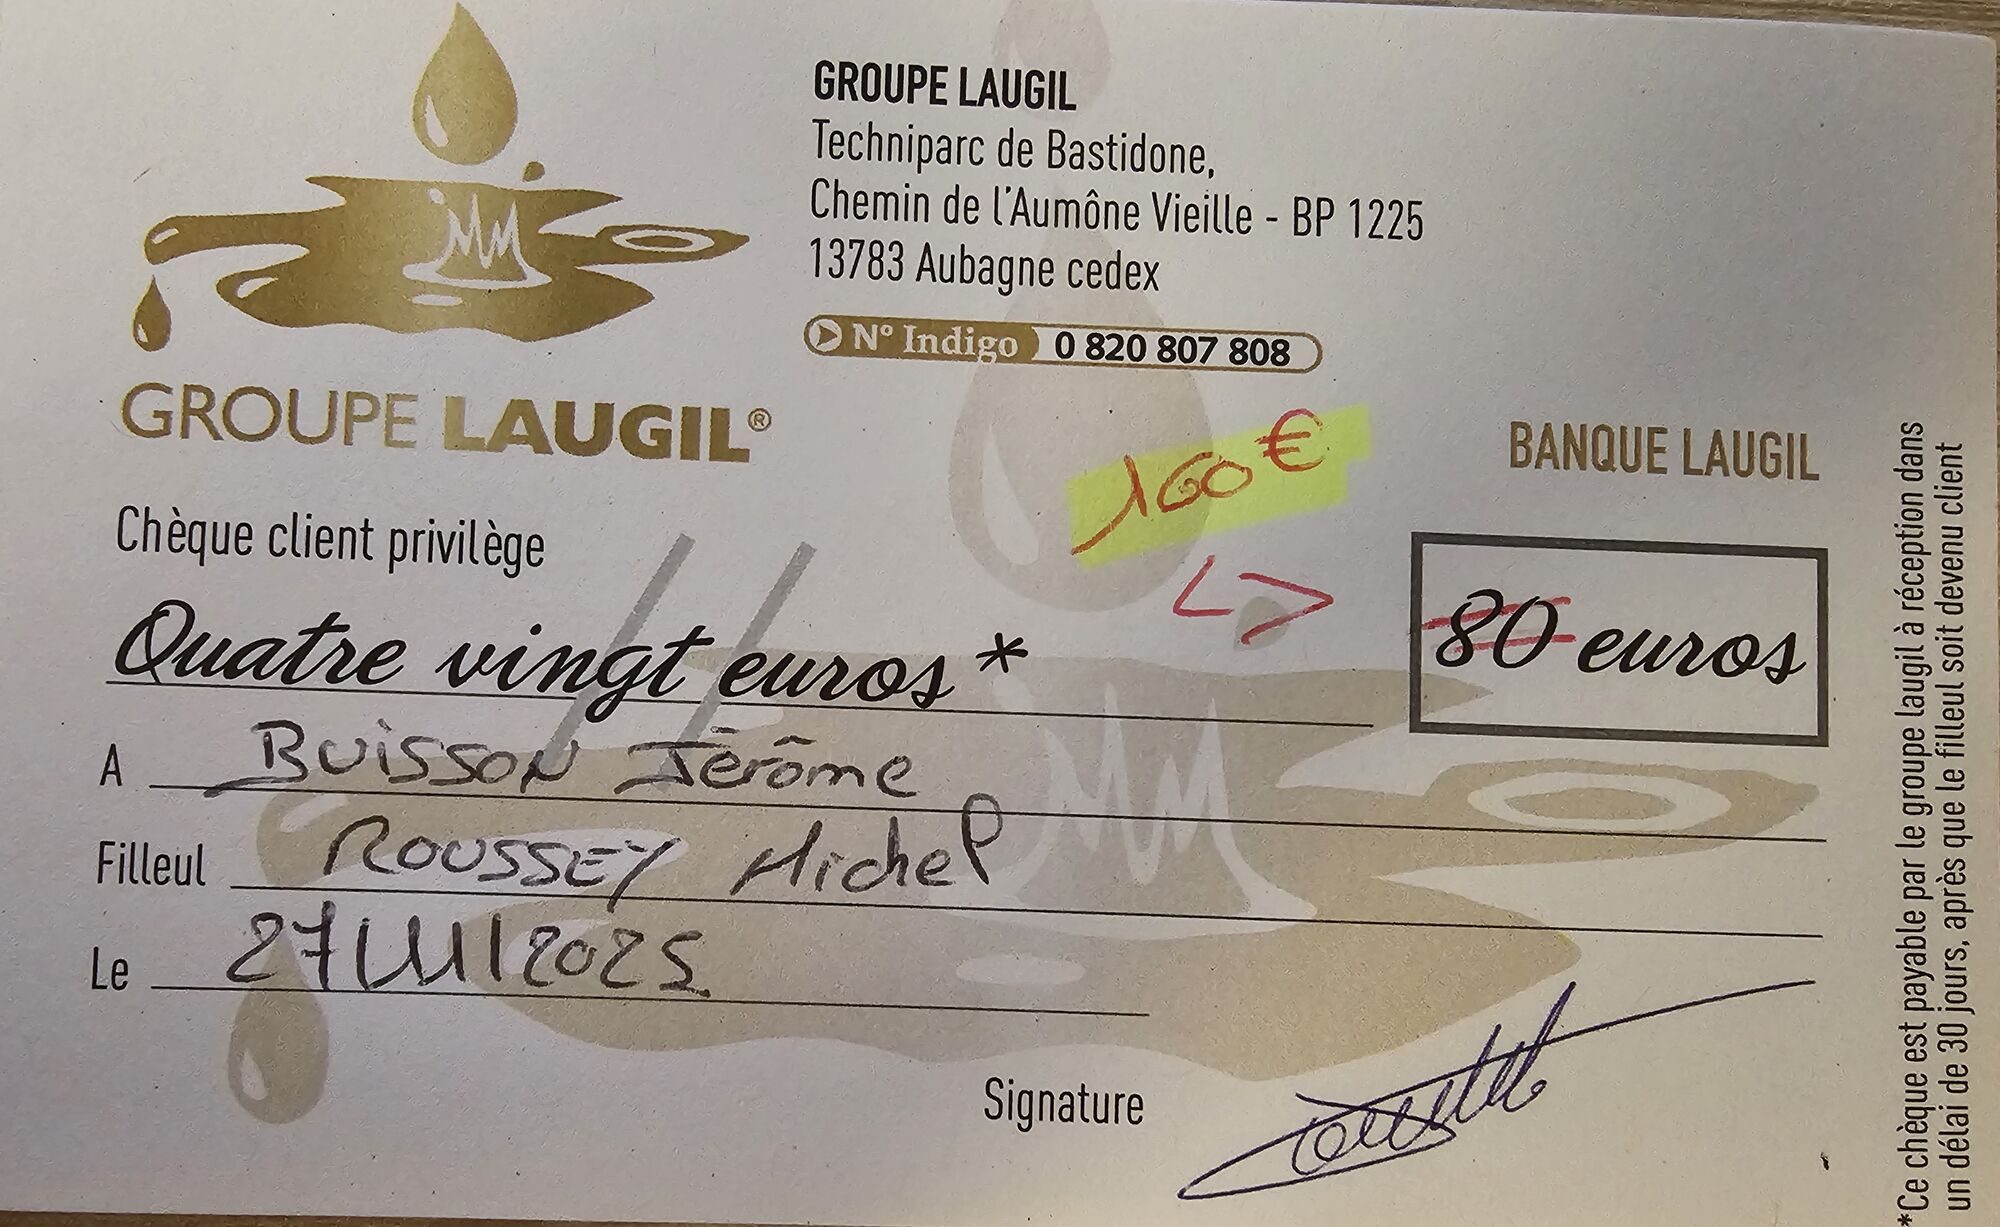 GROUPE LAUGIL
Techniparc de Bastidone,
Chemin de l'Aumône Vieille - BP 1225
13783 Aubagne cedex
N° Indigo 0 820 807 808
GROUPE LAUGIL®
BANQUE LAUGIL
160 €
Chèque client privilège
Quatre vingt euros*
80 euros
A BUISSON Jérôme
Filleul ROUSSEY Michel
Le 27 2025
Signature
*Ce chèque est payable par le groupe laugil à réception dans
un délai de 30 jours, après que le filleul soit devenu client